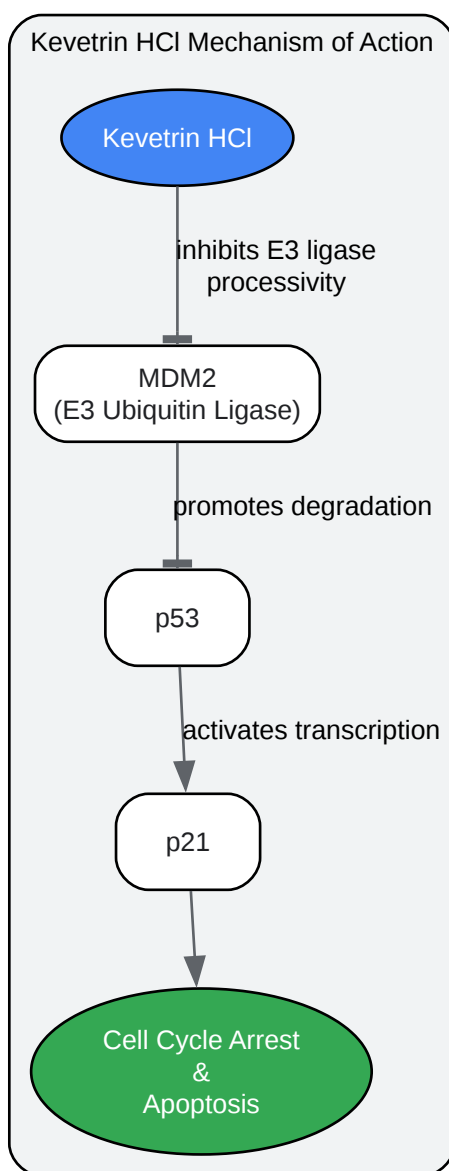 Kevetrin HCl Mechanism of Action
Kevetrin HCl
inhibits E3 ligase
processivity
MDM2
(E3 Ubiquitin Ligase)
promotes degradation
p53
activates transcription
p21
Cell Cycle Arrest
&
Apoptosis